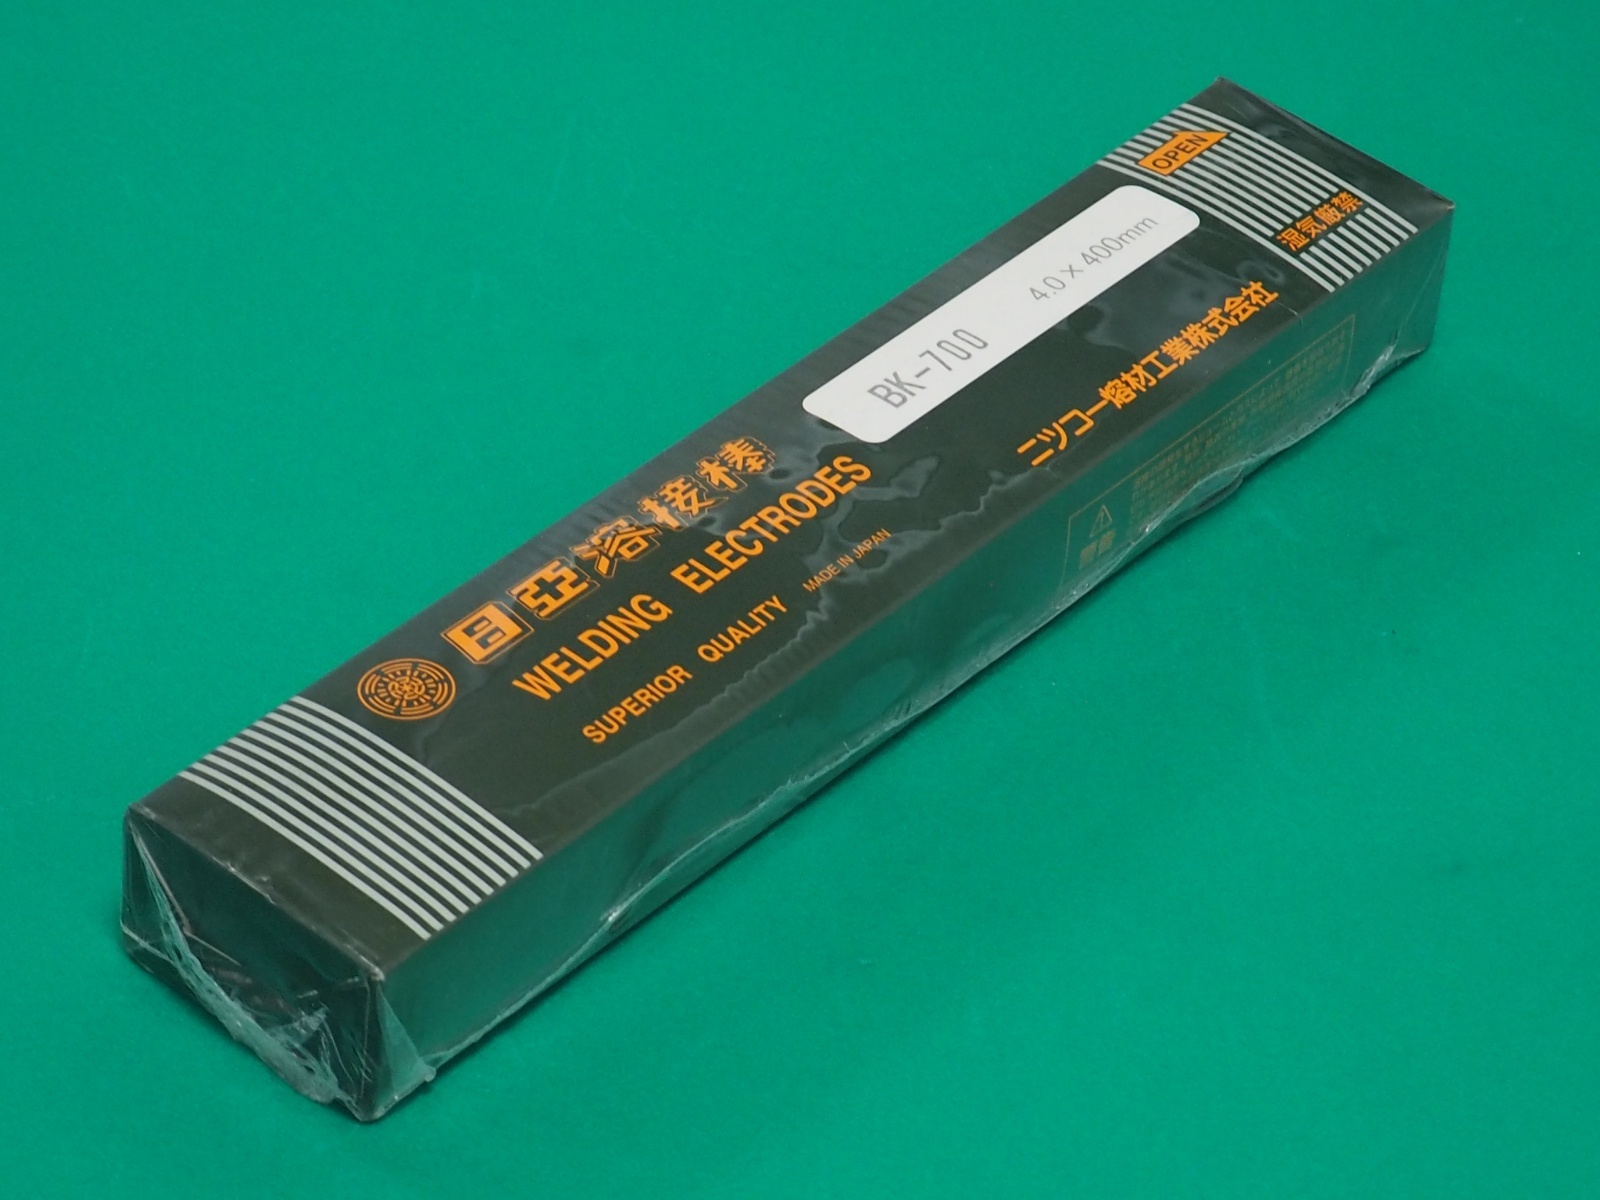 OPEN
湿気厳禁
BK-700 4.0×400mm
ニツコー熔材工業株式会社
日亞溶接棒
WELDING ELECTRODES
SUPERIOR QUALITY MADE IN JAPAN
警告